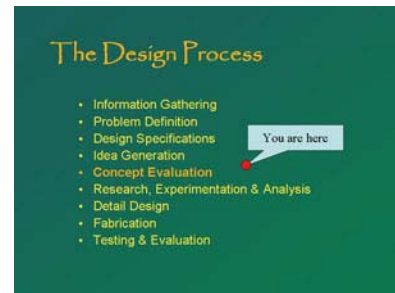 The Design Process
• Information Gathering
• Problem Definition
• Design Specifications
You are here
• Idea Generation
• Concept Evaluation
• Research, Experimentation & Analysis
• Detail Design
• Fabrication
• Testing & Evaluation